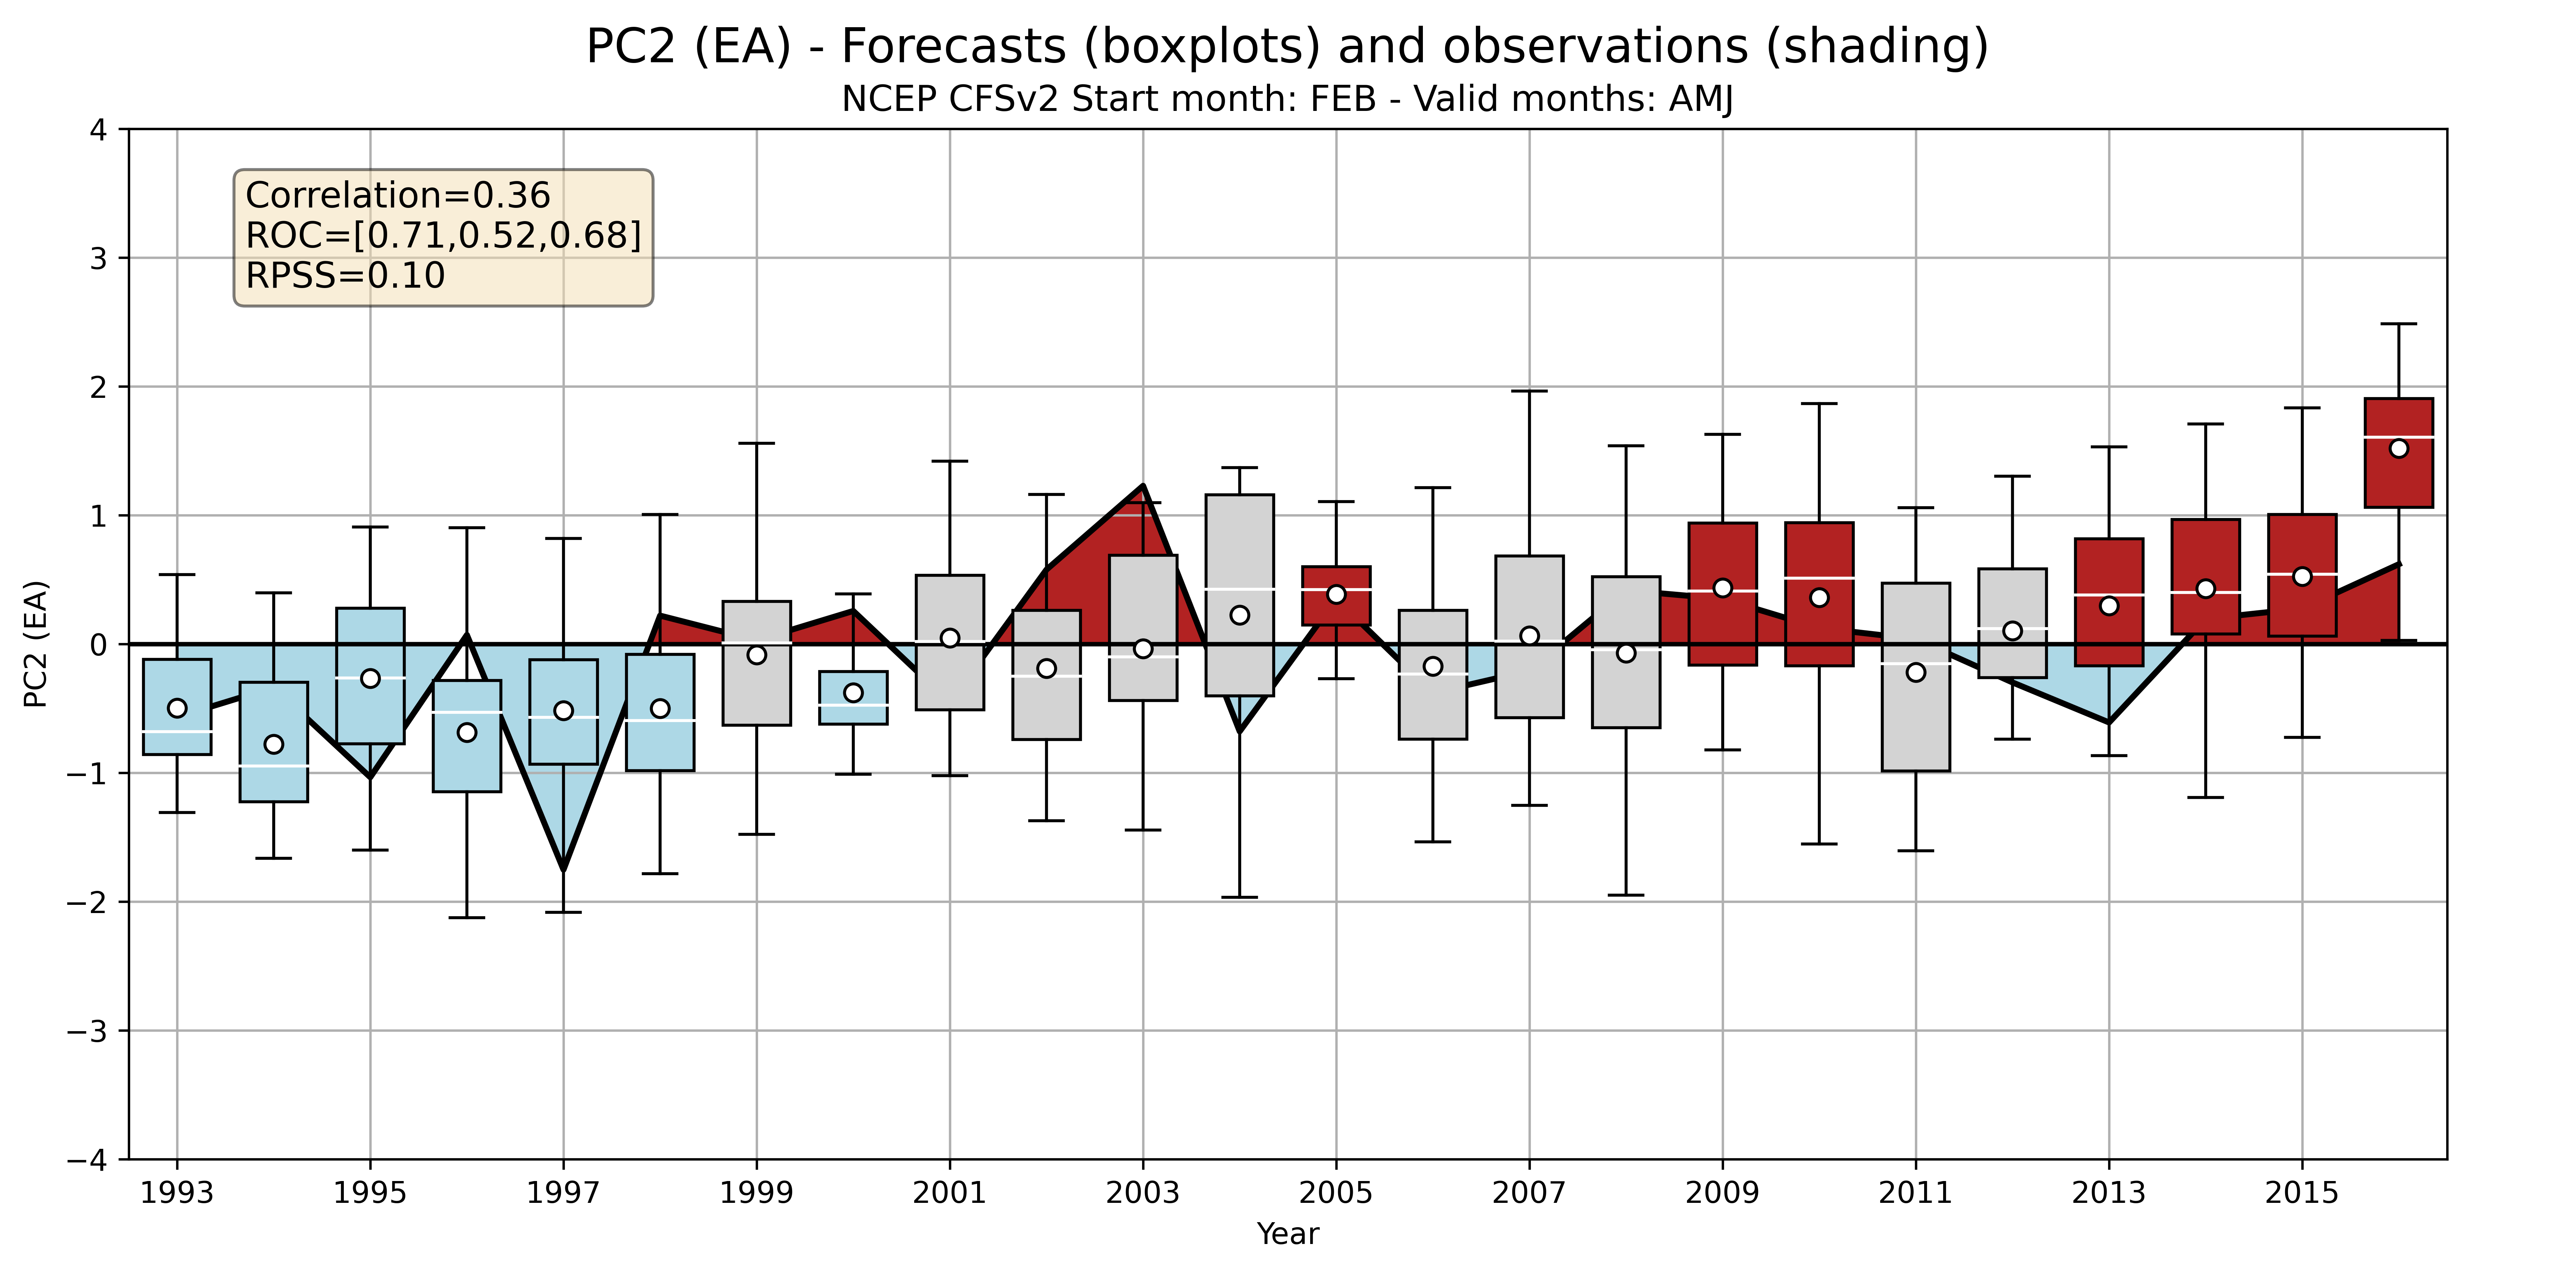 PC2 (EA) - Forecasts (boxplots) and observations (shading)
NCEP CFSv2 Start month: FEB - Valid months: AMJ
Correlation=0.36
ROC=[0.71,0.52,0.68]
RPSS=0.10
PC2 (EA)
4
3
2
1
0
−1
−2
−3
−4
1993 1995 1997 1999 2001 2003 2005 2007 2009 2011 2013 2015
Year